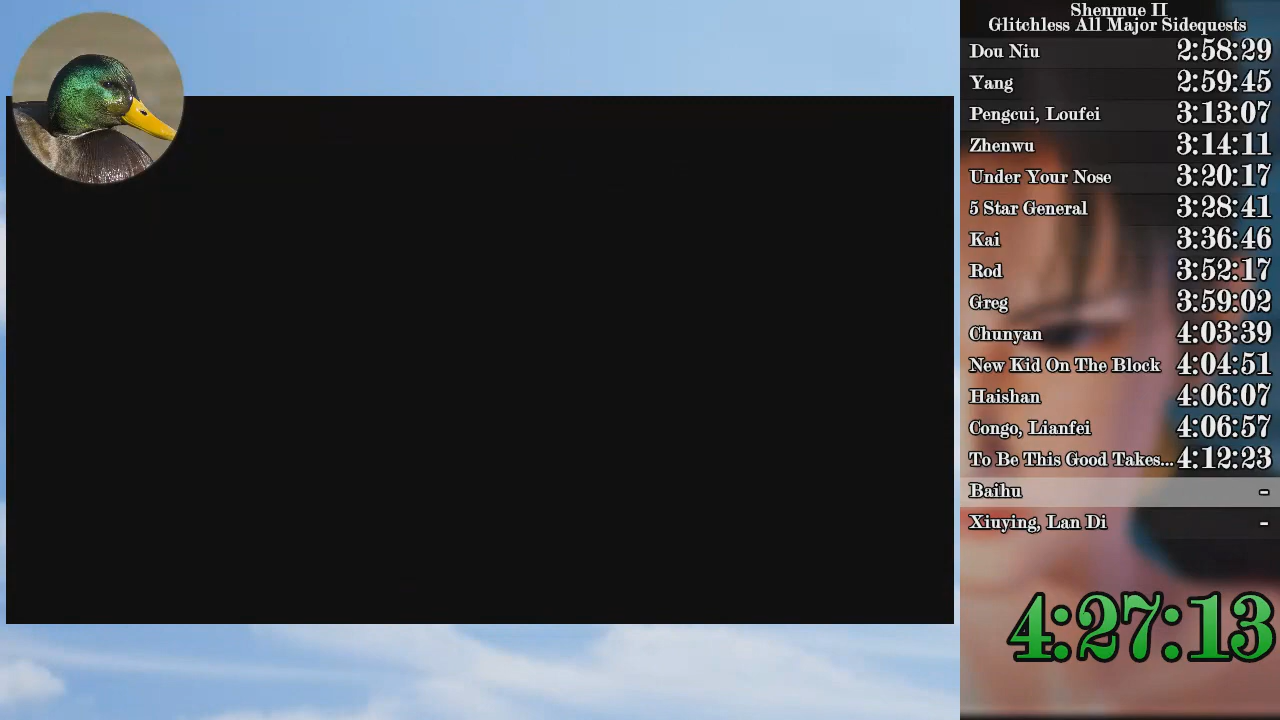 Shenmue II
Glitchless All Major Sidequests
Dou Niu 2:58:29
Yang 2:59:45
Pengcui, Loufei 3:13:07
Zhenwu 3:14:11
Under Your Nose 3:20:17
5 Star General 3:28:41
Kai 3:36:46
Rod 3:52:17
Greg 3:59:02
Chunyan 4:03:39
New Kid On The Block 4:04:51
Haishan 4:06:07
Congo, Lianfei 4:06:57
To Be This Good Takes... 4:12:23
Baihu -
Xiuying, Lan Di -
4:27:13